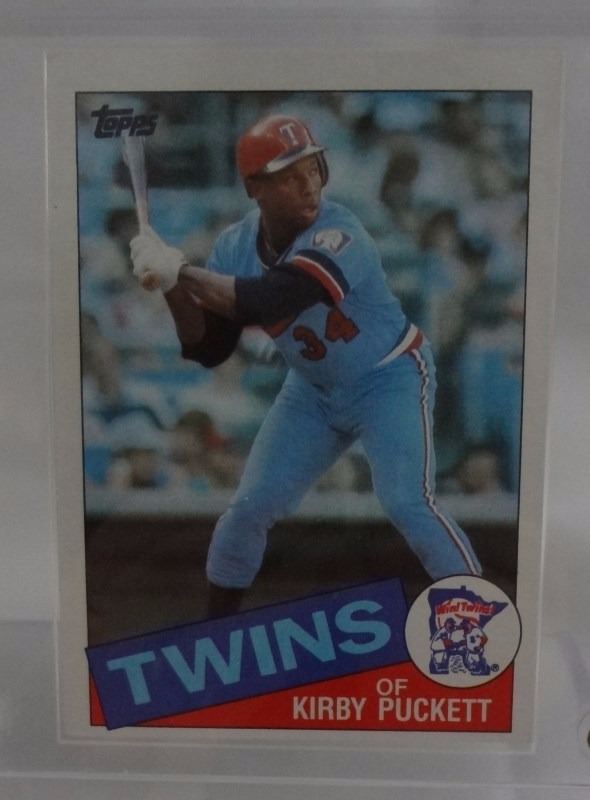 Topps
T
34
TWINS
Win! Twins!
OF
KIRBY PUCKETT
®